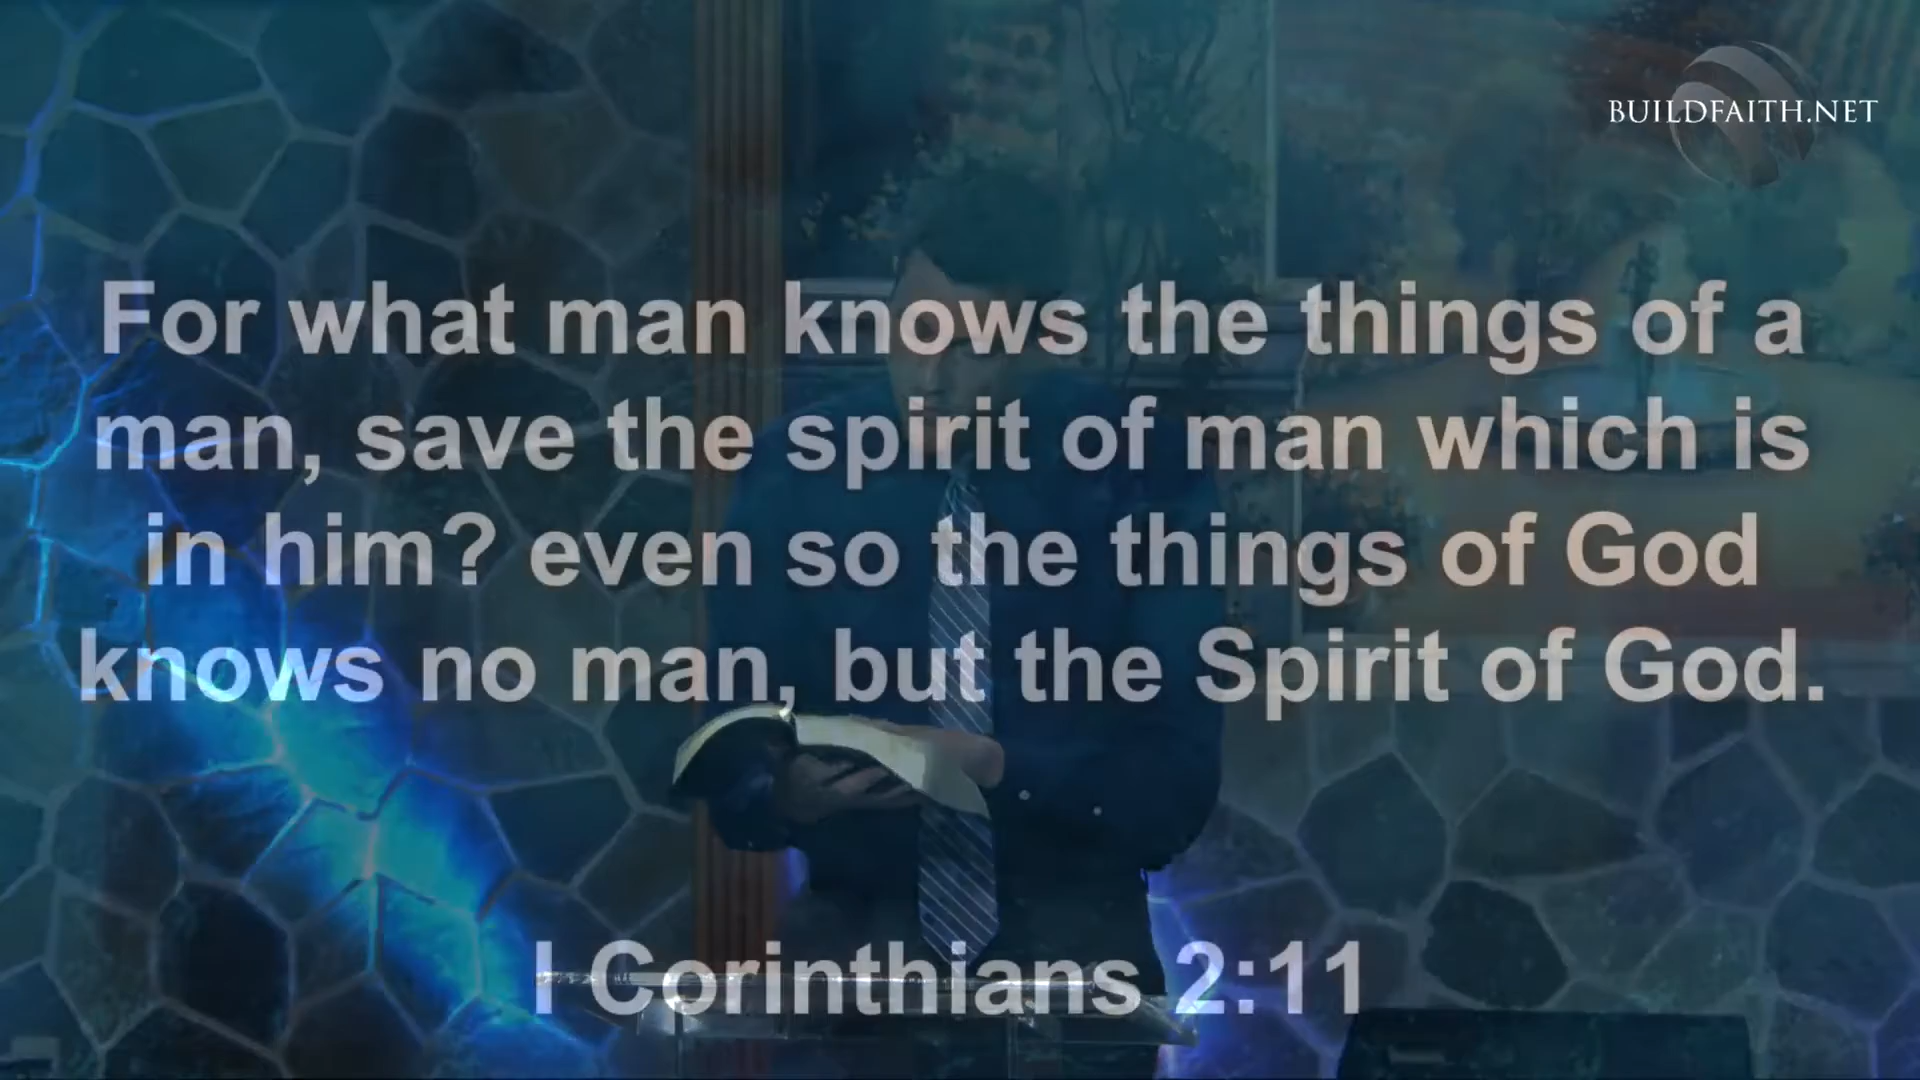 BUILDFAITH.NET
For what man knows the things of a
man, save the spirit of man which is
in him? even so the things of God
knows no man, but the Spirit of God.
I Corinthians 2:11